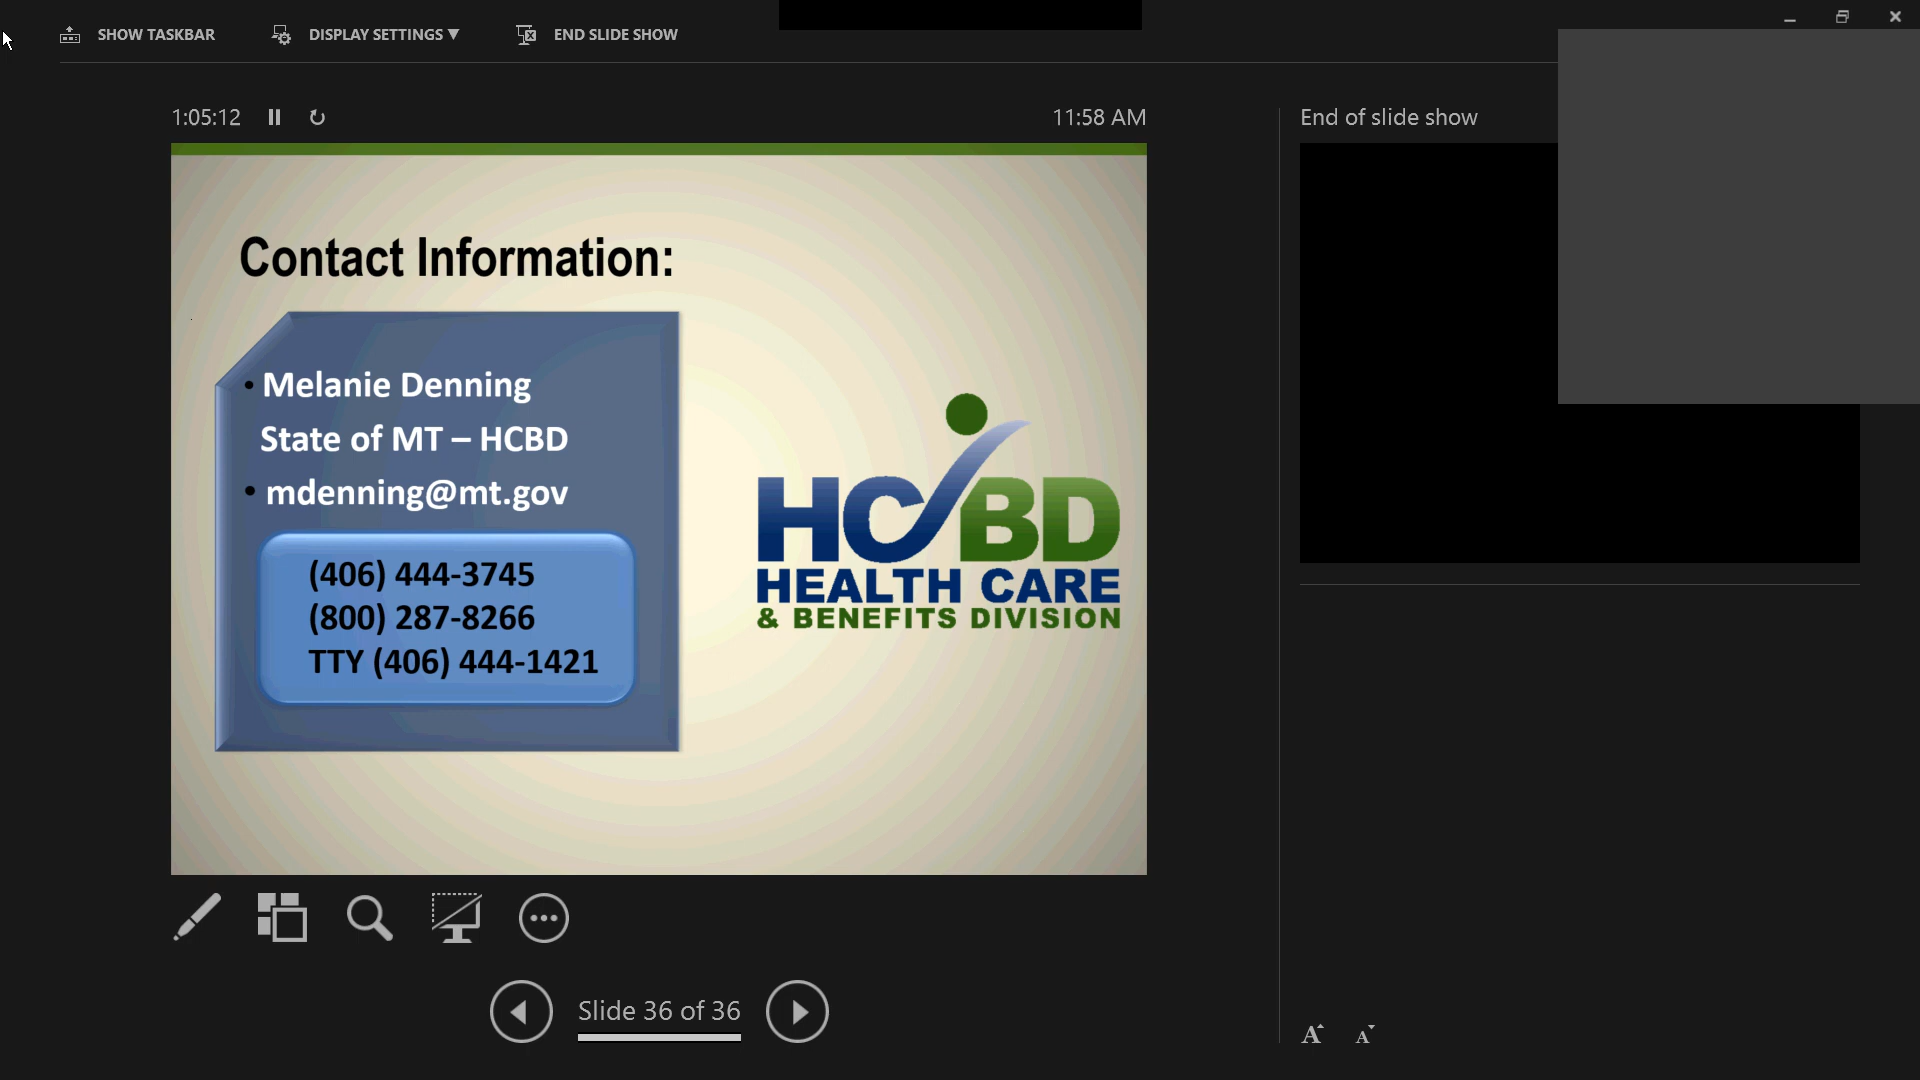 SHOW TASKBAR
DISPLAY SETTINGS ▼
END SLIDE SHOW
1:05:12
11:58 AM
End of slide show
Contact Information:
• Melanie Denning
State of MT – HCBD
• mdenning@mt.gov
(406) 444-3745
(800) 287-8266
TTY (406) 444-1421
HCBD
HEALTH CARE
& BENEFITS DIVISION
Slide 36 of 36
A A